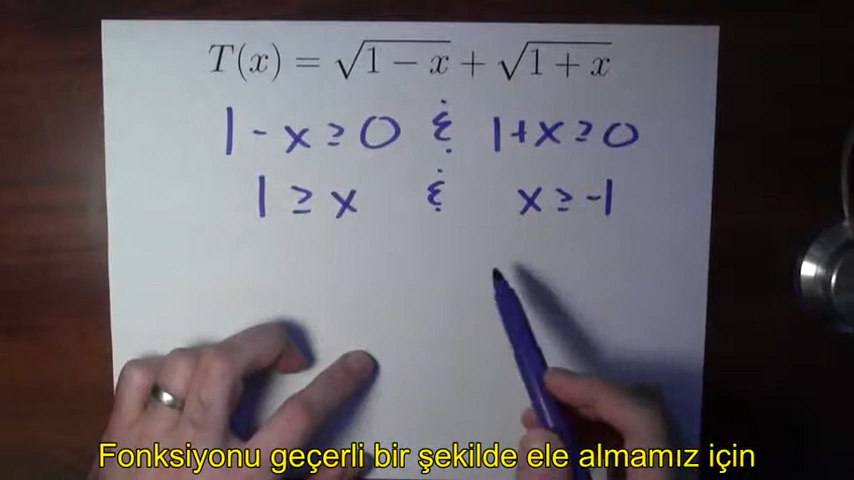 T(x) = √(1 − x) + √(1 + x)
1 - x ≥ 0 & 1 + x ≥ 0
1 ≥ x & x ≥ -1
Fonksiyonu geçerli bir şekilde ele almamız için